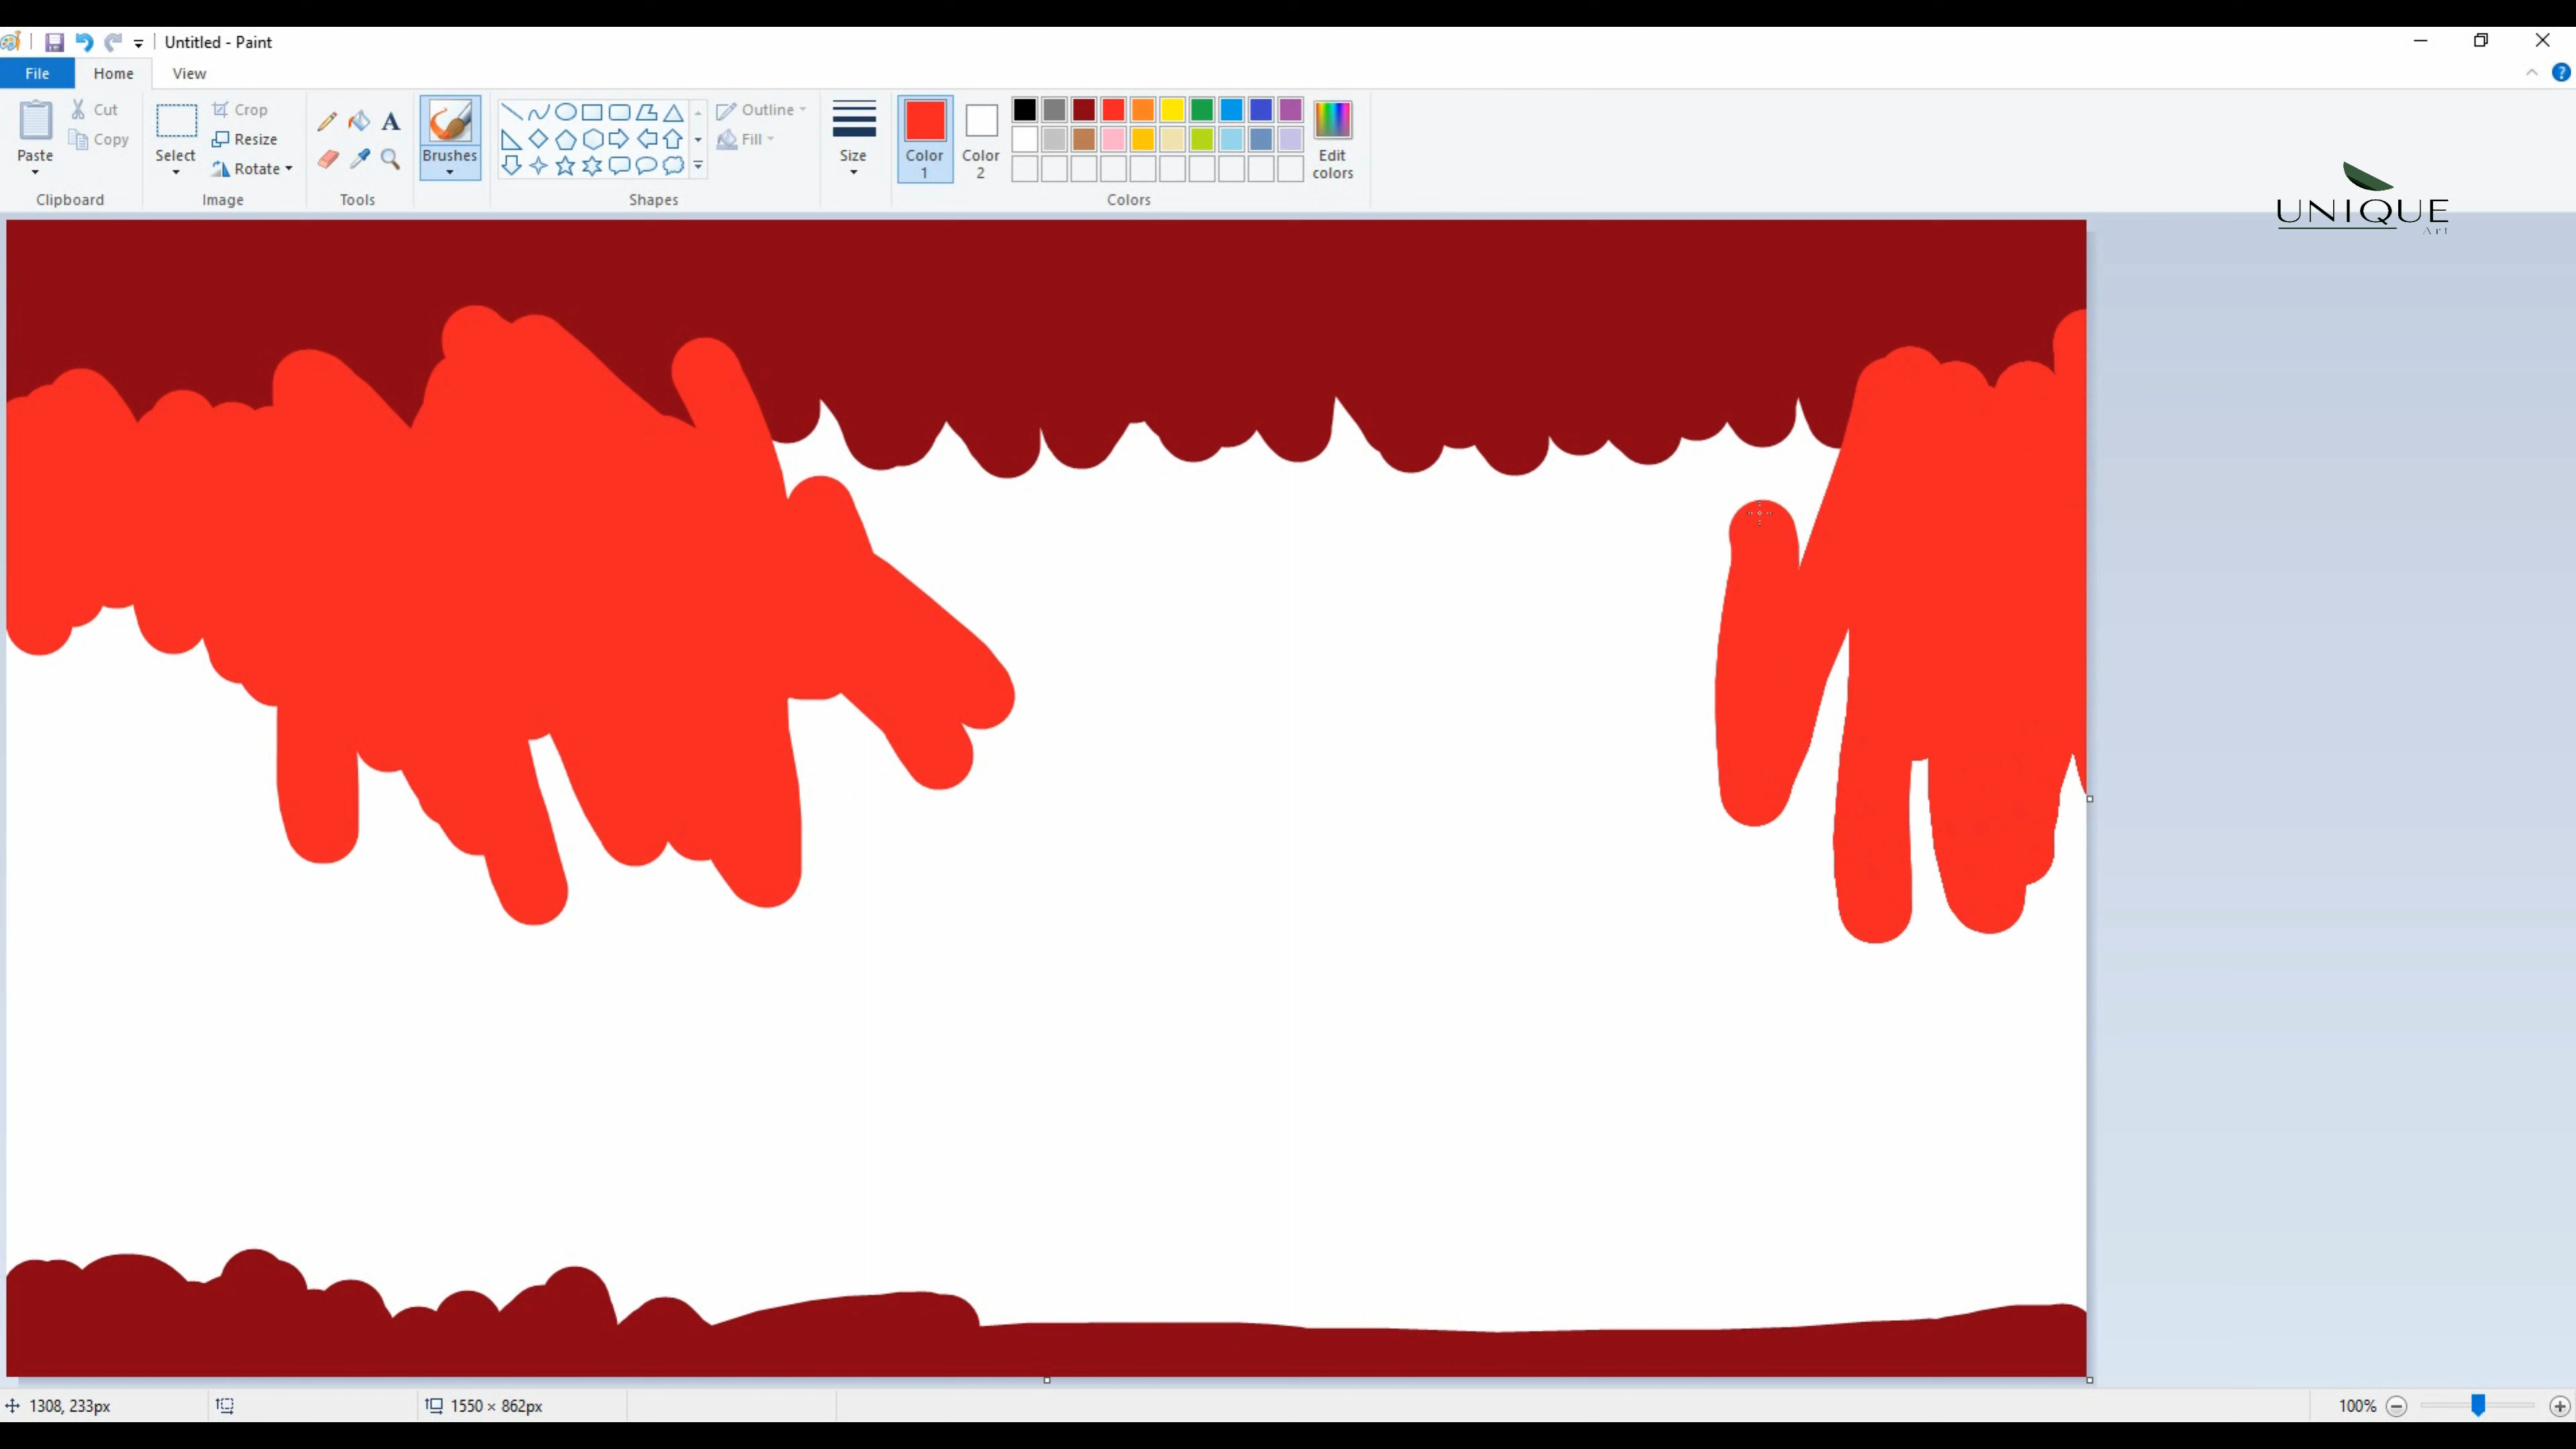 Untitled - Paint
File Home View
Paste Cut Copy Select Crop Resize Rotate A Brushes Outline Fill Size Color 1 Color 2 Edit colors
Clipboard Image Tools Shapes Colors
UNIQUE
Art
1308, 233px 1550 × 862px 100%